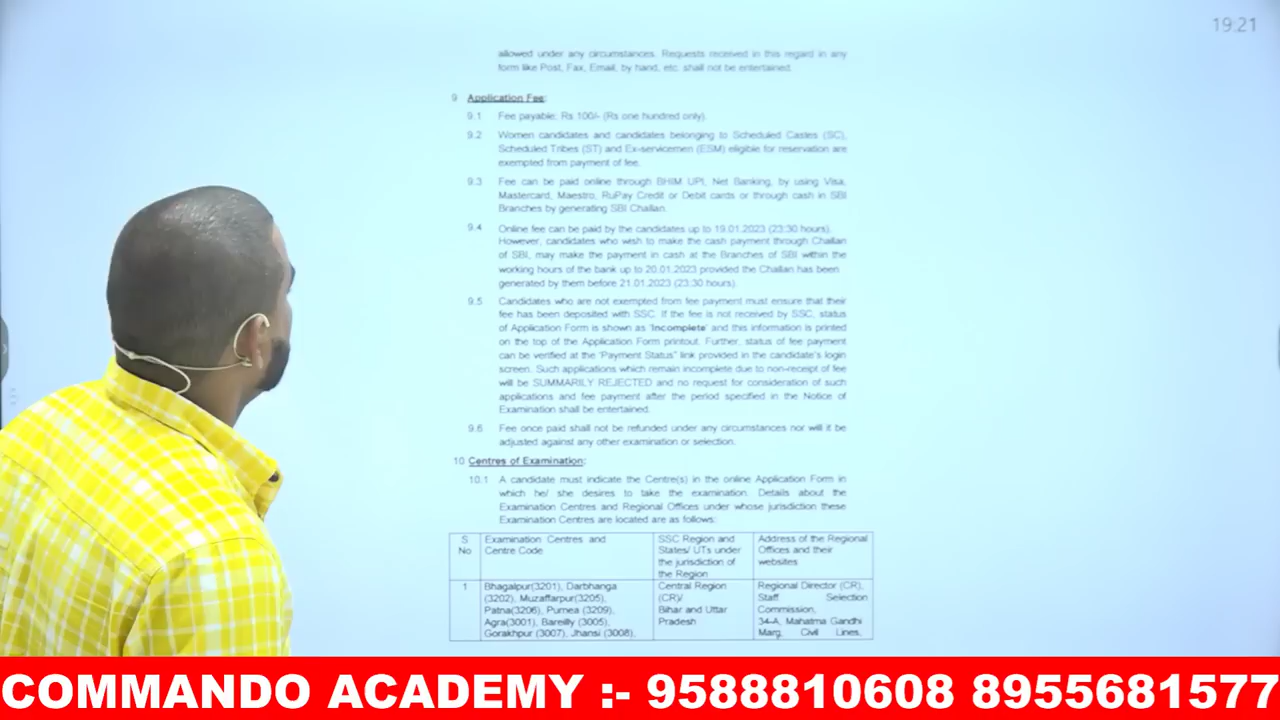 19:21
allowed under any circumstances. Requests received in this regard in any
form like Post, Fax, Email, by hand, etc. shall not be entertained.
9 Application Fee:
9.1 Fee payable: Rs 100/- (Rs one hundred only).
9.2 Women candidates and candidates belonging to Scheduled Castes (SC),
Scheduled Tribes (ST) and Ex-servicemen (ESM) eligible for reservation are
exempted from payment of fee.
9.3 Fee can be paid online through BHIM UPI, Net Banking, by using Visa,
Mastercard, Maestro, RuPay Credit or Debit cards or through cash in SBI
Branches by generating SBI Challan.
9.4 Online fee can be paid by the candidates up to 19.01.2023 (23:30 hours).
However, candidates who wish to make the cash payment through Challan
of SBI, may make the payment in cash at the Branches of SBI within the
working hours of the bank up to 20.01.2023 provided the Challan has been
generated by them before 21.01.2023 (23:30 hours).
9.5 Candidates who are not exempted from fee payment must ensure that their
fee has been deposited with SSC. If the fee is not received by SSC, status
of Application Form is shown as 'Incomplete' and this information is printed
on the top of the Application Form printout. Further, status of fee payment
can be verified at the "Payment Status" link provided in the candidate's login
screen. Such applications which remain incomplete due to non-receipt of fee
will be SUMMARILY REJECTED and no request for consideration of such
applications and fee payment after the period specified in the Notice of
Examination shall be entertained.
9.6 Fee once paid shall not be refunded under any circumstances nor will it be
adjusted against any other examination or selection.
10 Centres of Examination:
10.1 A candidate must indicate the Centre(s) in the online Application Form in
which he/ she desires to take the examination. Details about the
Examination Centres and Regional Offices under whose jurisdiction these
Examination Centres are located are as follows:
S No
Examination Centres and
Centre Code
SSC Region and
States/ UTs under
the jurisdiction of
the Region
Address of the Regional
Offices and their
websites
1
Bhagalpur(3201), Darbhanga
(3202), Muzaffarpur(3205),
Patna(3206), Purnea (3209),
Agra(3001), Bareilly (3005),
Gorakhpur (3007), Jhansi (3008),
Central Region
(CR)/
Bihar and Uttar
Pradesh
Regional Director (CR),
Staff Selection
Commission,
34-A, Mahatma Gandhi
Marg, Civil Lines,
COMMANDO ACADEMY :- 9588810608 8955681577